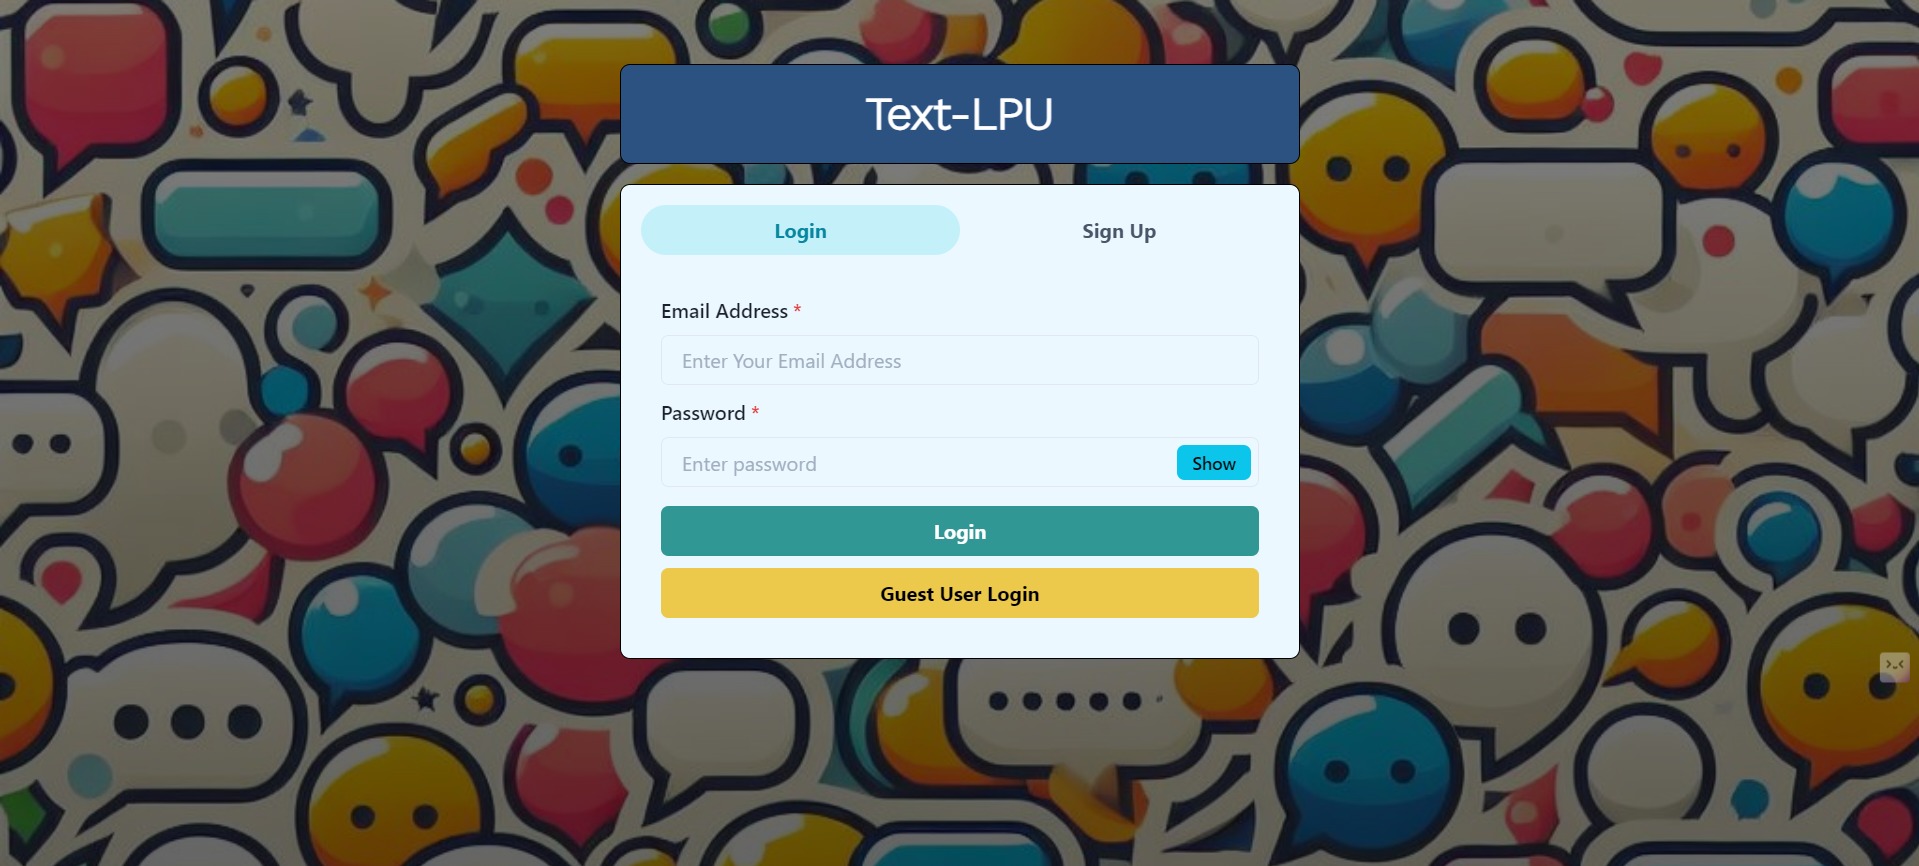 Text-LPU
Login
Sign Up
Email Address *
Enter Your Email Address
Password *
Enter password
Show
Login
Guest User Login